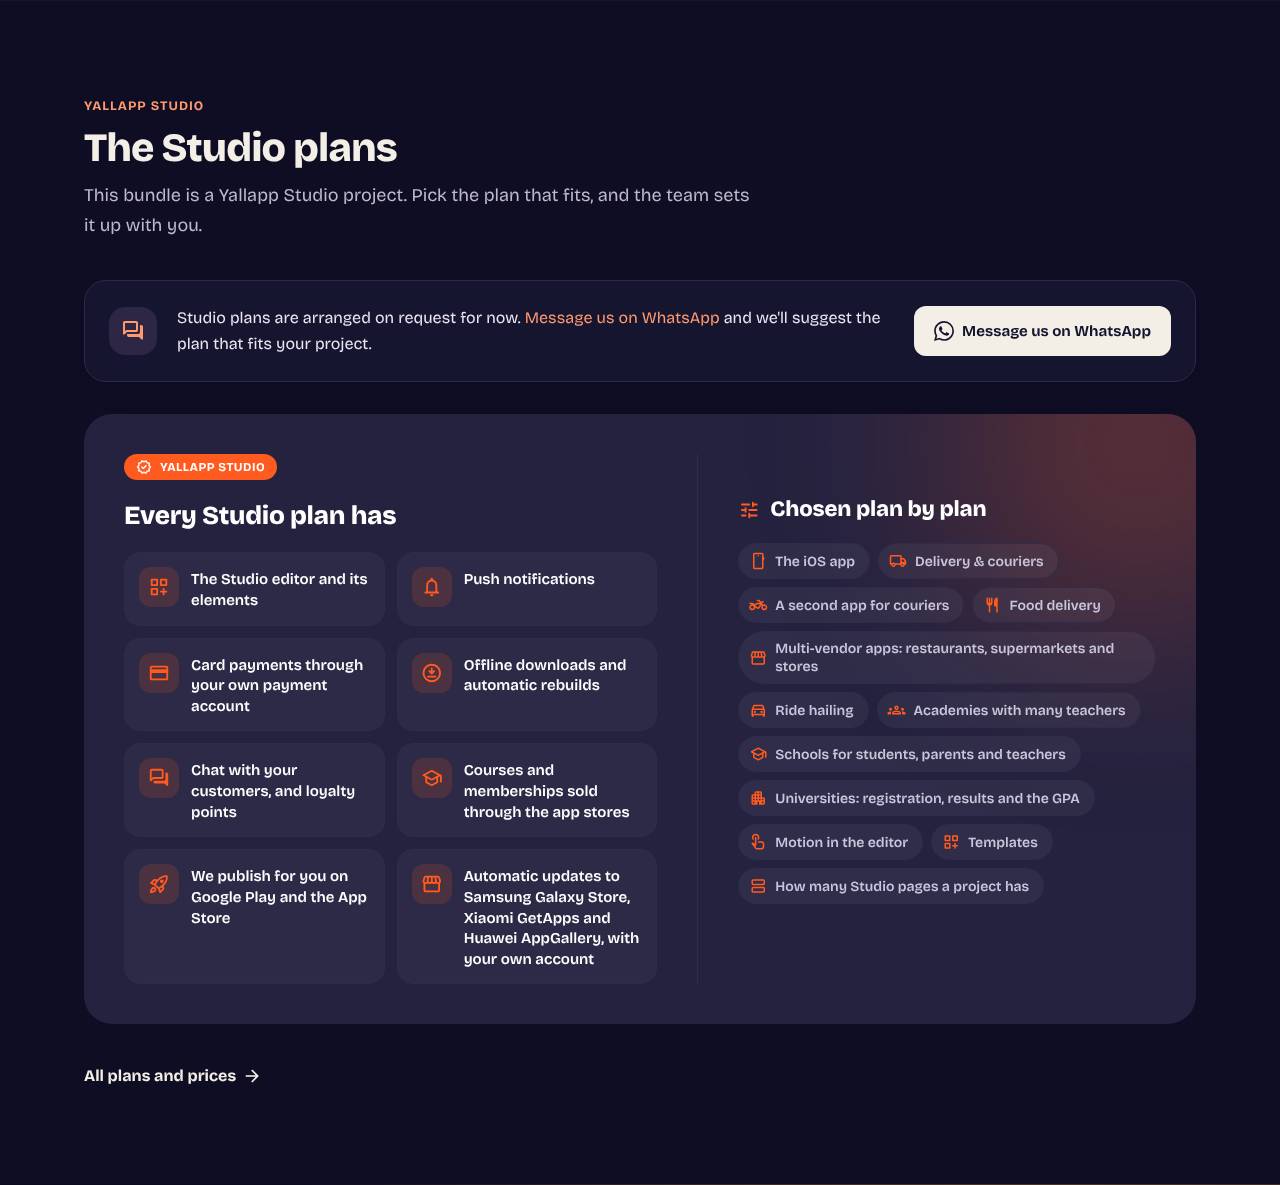 YALLAPP STUDIO
The Studio plans
This bundle is a Yallapp Studio project. Pick the plan that fits, and the team sets
it up with you.
Studio plans are arranged on request for now. Message us on WhatsApp and we'll suggest the
plan that fits your project.
Message us on WhatsApp
YALLAPP STUDIO
Every Studio plan has
The Studio editor and its
elements
Push notifications
Card payments through
your own payment
account
Offline downloads and
automatic rebuilds
Chat with your
customers, and loyalty
points
Courses and
memberships sold
through the app stores
We publish for you on
Google Play and the App
Store
Automatic updates to
Samsung Galaxy Store,
Xiaomi GetApps and
Huawei AppGallery, with
your own account
Chosen plan by plan
The iOS app
Delivery & couriers
A second app for couriers
Food delivery
Multi-vendor apps: restaurants, supermarkets and
stores
Ride hailing
Academies with many teachers
Schools for students, parents and teachers
Universities: registration, results and the GPA
Motion in the editor
Templates
How many Studio pages a project has
All plans and prices